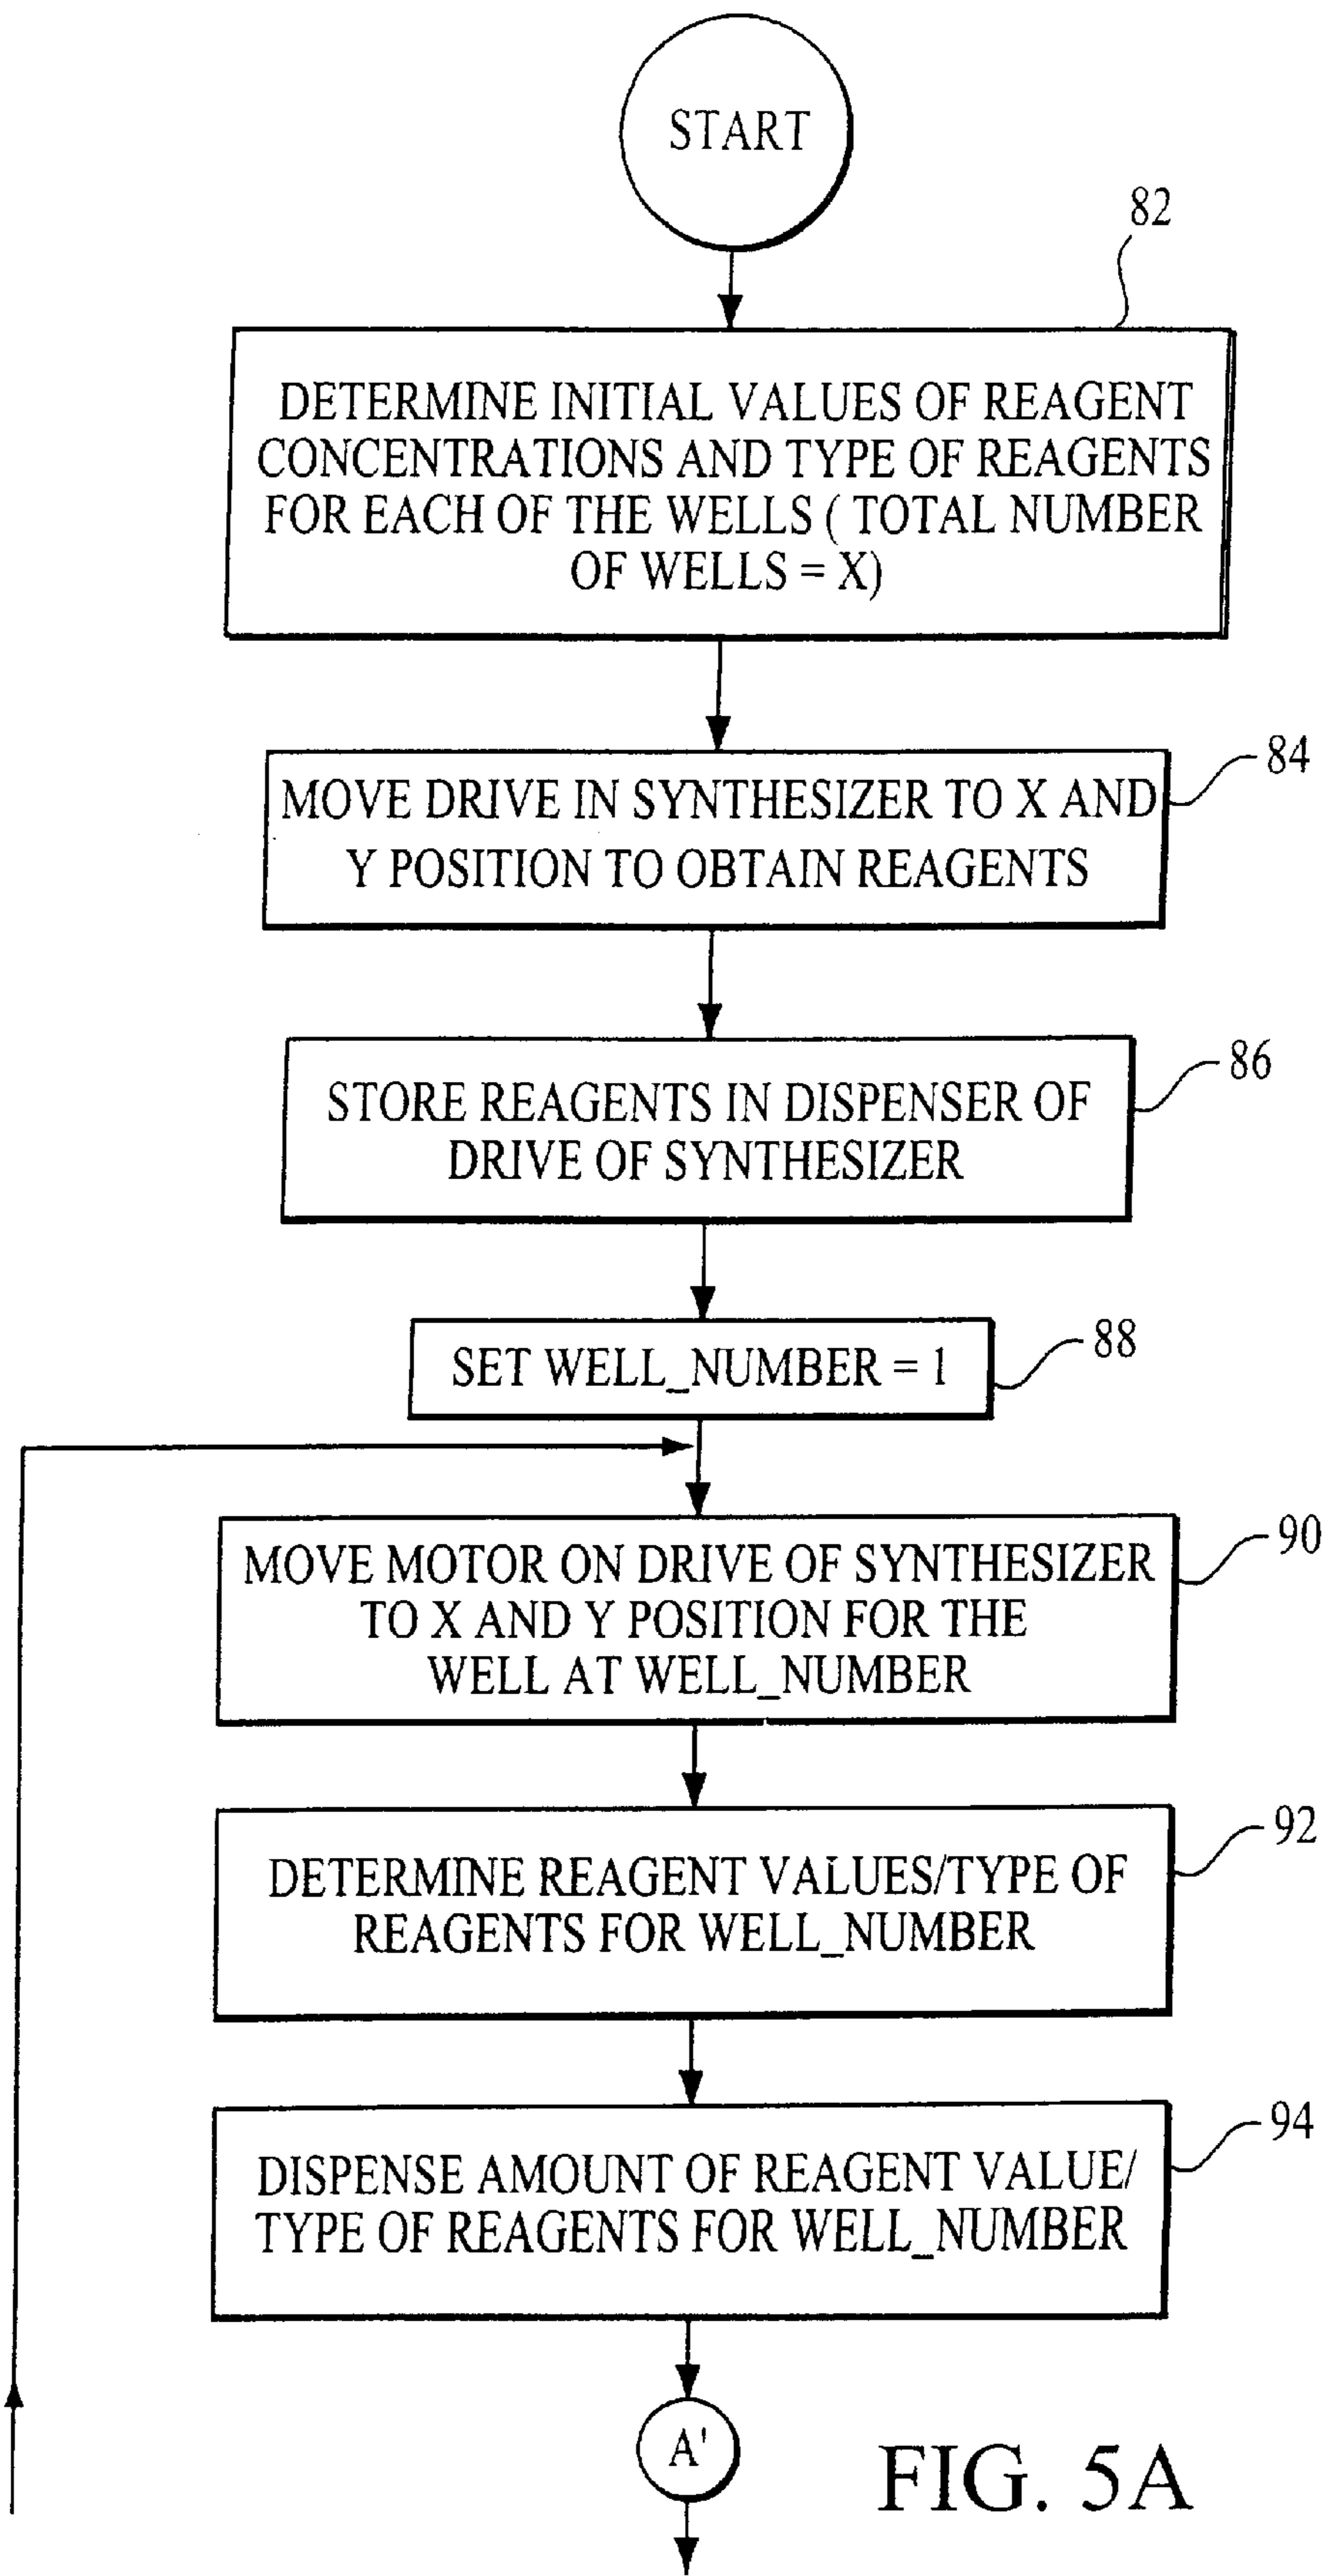 START
82
DETERMINE INITIAL VALUES OF REAGENT
CONCENTRATIONS AND TYPE OF REAGENTS
FOR EACH OF THE WELLS ( TOTAL NUMBER
OF WELLS = X)
84
MOVE DRIVE IN SYNTHESIZER TO X AND
Y POSITION TO OBTAIN REAGENTS
86
STORE REAGENTS IN DISPENSER OF
DRIVE OF SYNTHESIZER
88
SET WELL_NUMBER = 1
90
MOVE MOTOR ON DRIVE OF SYNTHESIZER
TO X AND Y POSITION FOR THE
WELL AT WELL_NUMBER
92
DETERMINE REAGENT VALUES/TYPE OF
REAGENTS FOR WELL_NUMBER
94
DISPENSE AMOUNT OF REAGENT VALUE/
TYPE OF REAGENTS FOR WELL_NUMBER
A'
FIG. 5A